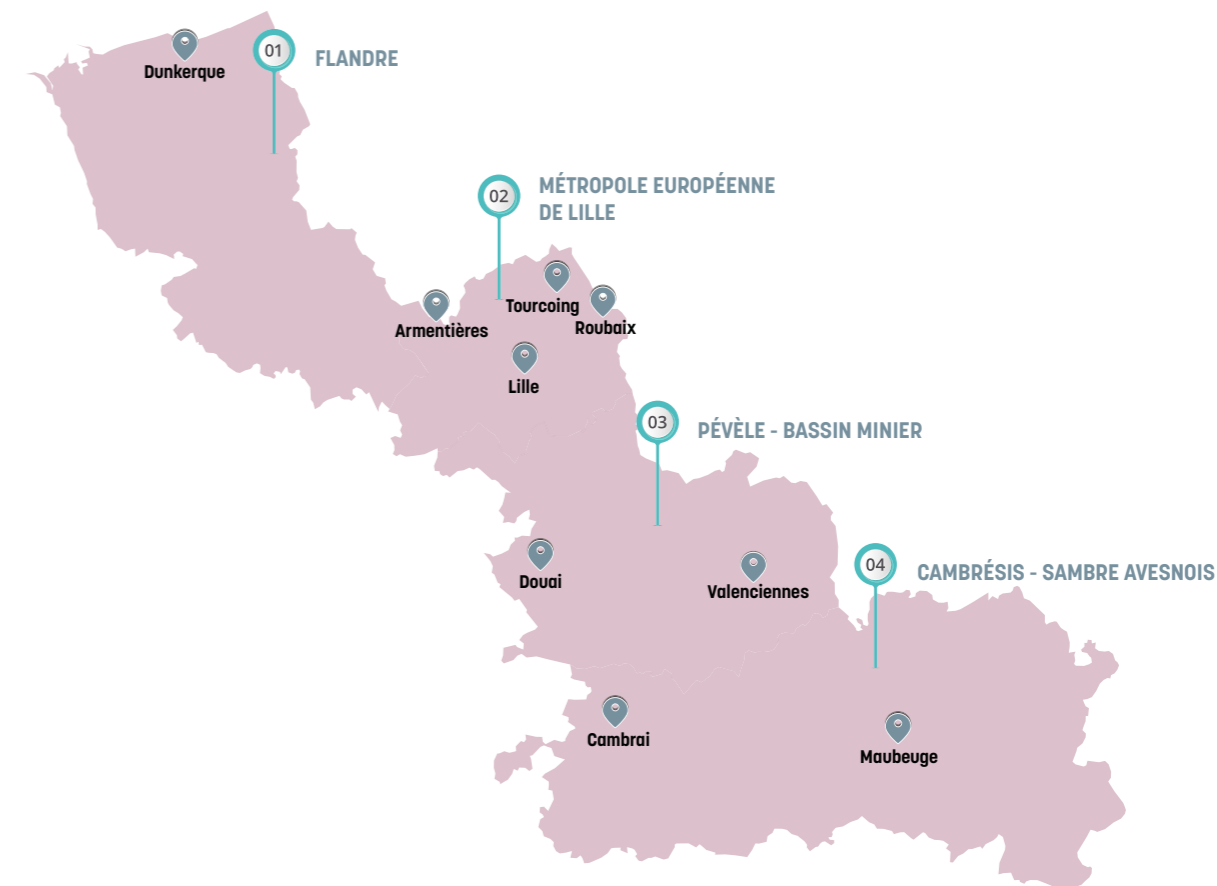 01
FLANDRE
Dunkerque
02
MÉTROPOLE EUROPÉENNE
DE LILLE
Tourcoing
Roubaix
Armentières
Lille
03
PÉVÈLE - BASSIN MINIER
Douai
Valenciennes
04
CAMBRÉSIS - SAMBRE AVESNOIS
Cambrai
Maubeuge